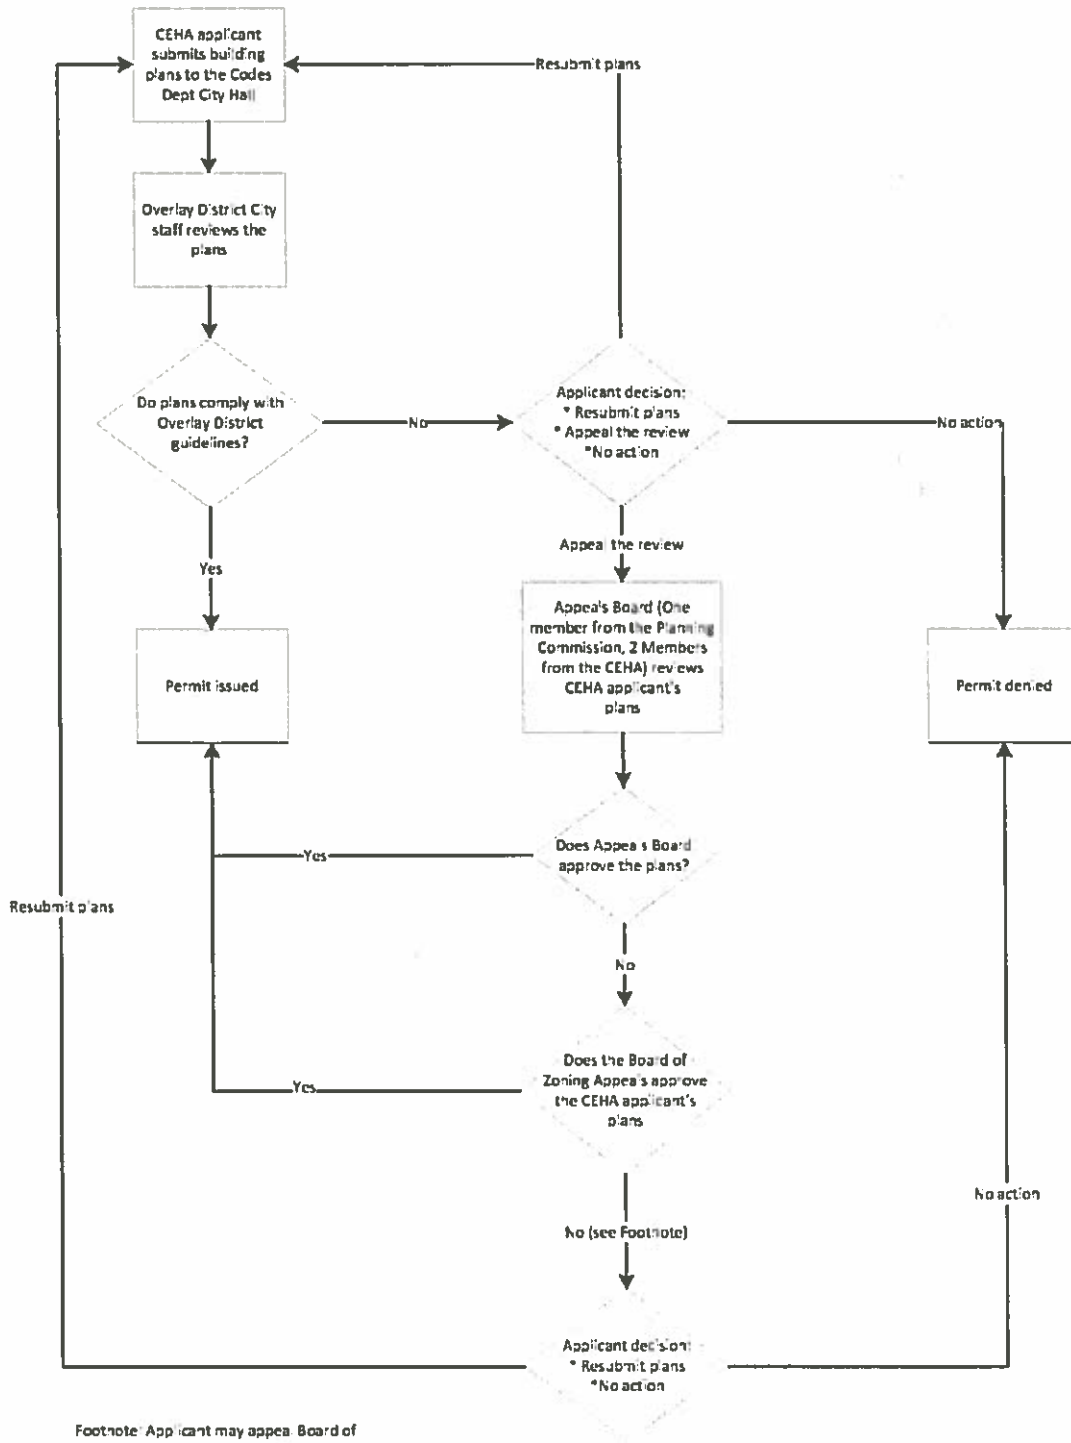 CEHA applicant
submits building
plans to the Codes
Dept City Hall
Resubmit plans
Overlay District City
staff reviews the
plans
Do plans comply with
Overlay District
guidelines?
No
Applicant decision:
* Resubmit plans
* Appeal the review
*No action
No action
Yes
Appeal the review
Permit issued
Appeals Board (One
member from the Planning
Commission, 2 Members
from the CEHA) reviews
CEHA applicant's
plans
Permit denied
Does Appeals Board
approve the plans?
Yes
Resubmit plans
No
Does the Board of
Zoning Appeals approve
the CEHA applicant's
plans
Yes
No action
No (see Footnote)
Applicant decision:
* Resubmit plans
*No action
Footnote: Applicant may appeal Board of